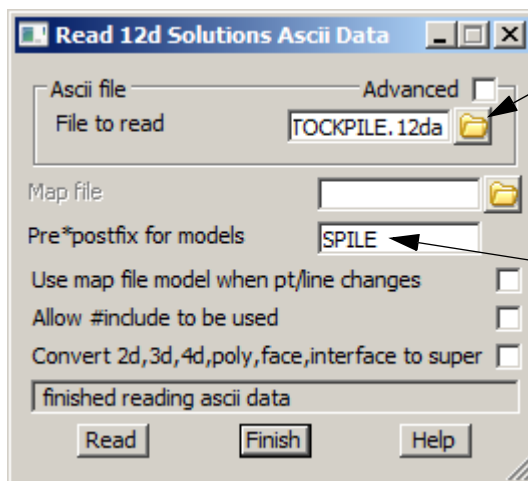 Read 12d Solutions Ascii Data
Ascii file Advanced
File to read TOCKPILE.12da
Map file
Pre*postfix for models SPILE
Use map file model when pt/line changes
Allow #include to be used
Convert 2d,3d,4d,poly,face,interface to super
finished reading ascii data
Read Finish Help